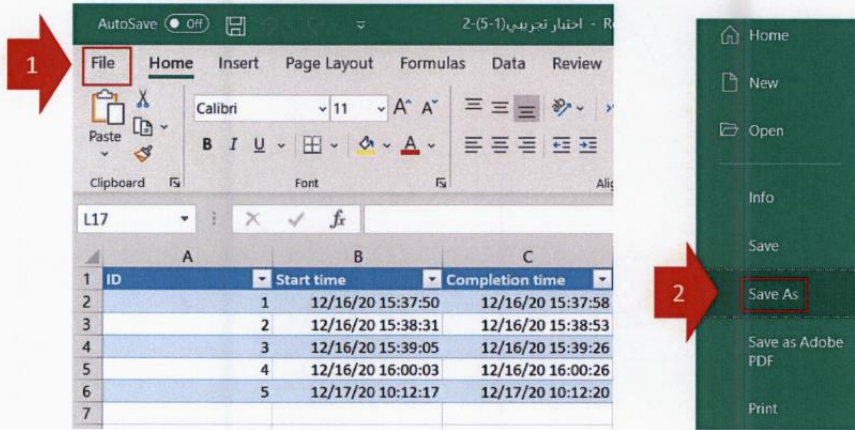 AutoSave Off
اختبار تجريبي(1-5)-2 - Re
File Home Insert Page Layout Formulas Data Review
Calibri 11 A^ A˅
Paste
B I U A
Clipboard Font Alig
L17 fx
A B C
1 ID Start time Completion time
2 1 12/16/20 15:37:50 12/16/20 15:37:58
3 2 12/16/20 15:38:31 12/16/20 15:38:53
4 3 12/16/20 15:39:05 12/16/20 15:39:26
5 4 12/16/20 16:00:03 12/16/20 16:00:26
6 5 12/17/20 10:12:17 12/17/20 10:12:20
7
1
Home
New
Open
Info
Save
2
Save As
Save as Adobe
PDF
Print